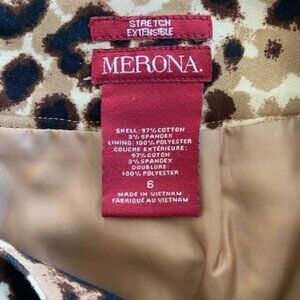 STRETCH
EXTENSIBLE
MERONA.
SHELL: 97% COTTON
3% SPANDEX
LINING: 100% POLYESTER
COUCHE EXTÉRIEURE:
97% COTON
3% SPANDEX
DOUBLURE:
100% POLYESTER
6
MADE IN VIETNAM
FABRIQUÉ AU VIETNAM